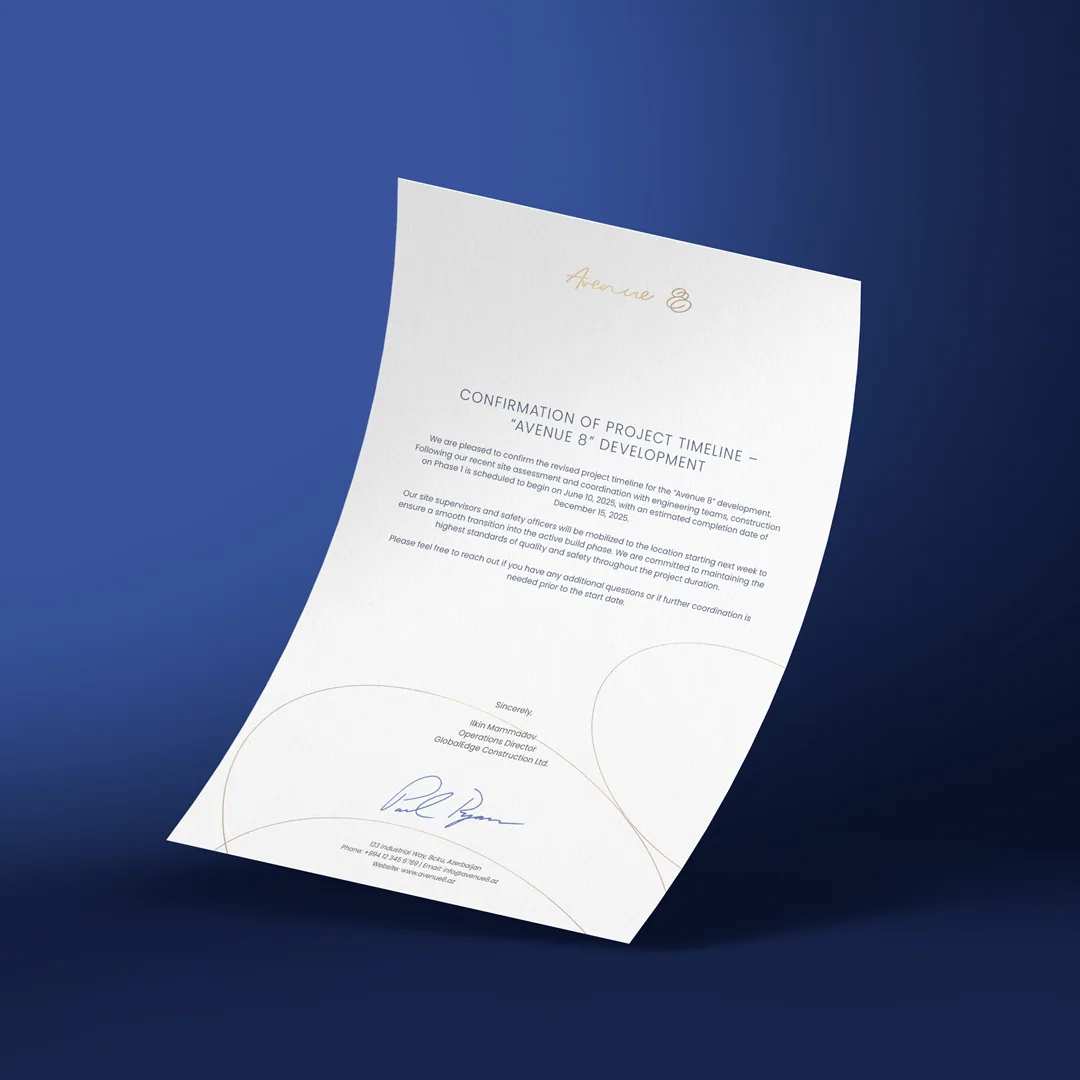 Avenue 8
CONFIRMATION OF PROJECT TIMELINE –
“AVENUE 8” DEVELOPMENT
We are pleased to confirm the revised project timeline for the “Avenue 8” development.
Following our recent site assessment and coordination with engineering teams, construction
on Phase 1 is scheduled to begin on June 10, 2025, with an estimated completion date of
December 15, 2025.
Our site supervisors and safety officers will be mobilized to the location starting next week to
ensure a smooth transition into the active build phase. We are committed to maintaining the
highest standards of quality and safety throughout the project duration.
Please feel free to reach out if you have any additional questions or if further coordination is
needed prior to the start date.
Sincerely,
Ilkin Mammadov
Operations Director
GlobalEdge Construction Ltd.
Paul Ryan
123 Industrial Way, Baku, Azerbaijan
Phone: +994 12 345 6789 | Email: info@avenue8.az
Website: www.avenue8.az